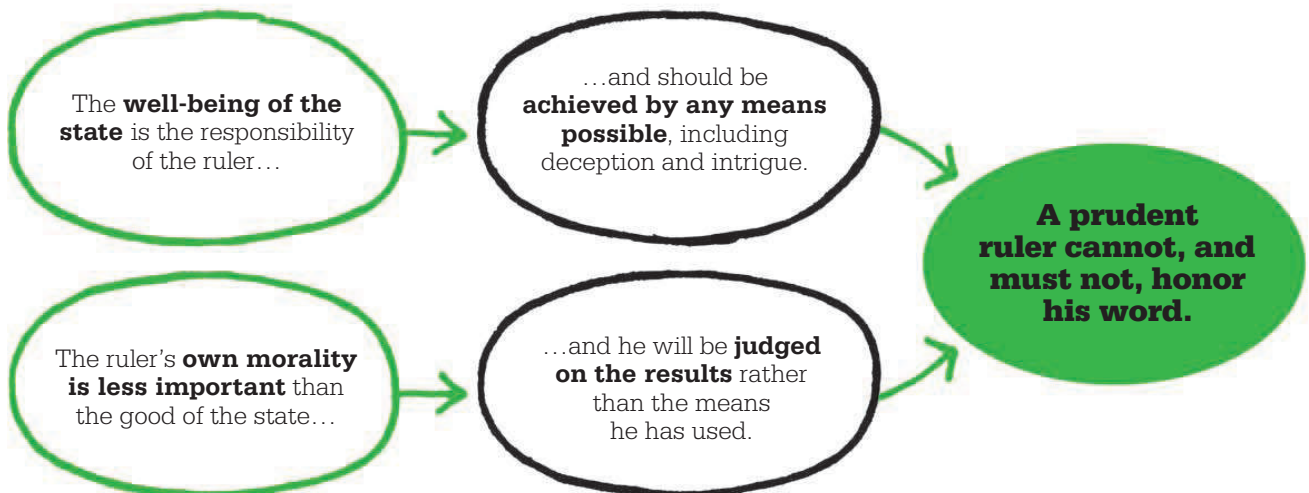 The well-being of the
state is the responsibility
of the ruler…
…and should be
achieved by any means
possible, including
deception and intrigue.
The ruler’s own morality
is less important than
the good of the state…
…and he will be judged
on the results rather
than the means
he has used.
A prudent
ruler cannot, and
must not, honor
his word.